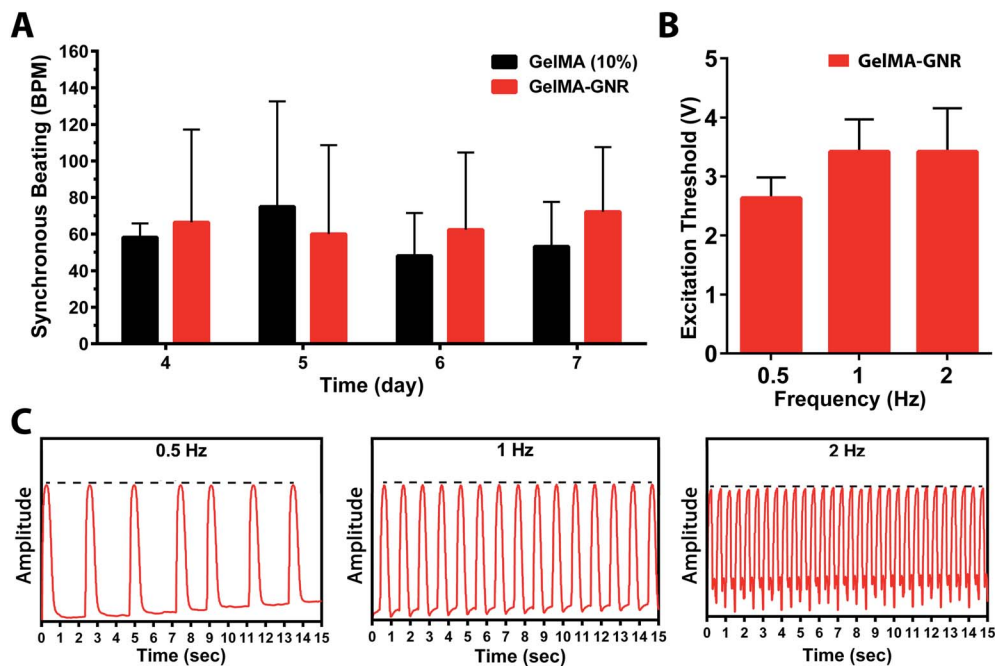 A
Synchronous Beating (BPM)
160
140
120
100
80
60
40
20
0
GelMA (10%)
GelMA-GNR
4 5 6 7
Time (day)
B
Excitation Threshold (V)
5
4
3
2
1
0
GelMA-GNR
0.5 1 2
Frequency (Hz)
C
0.5 Hz
Amplitude
0 1 2 3 4 5 6 7 8 9 10 11 12 13 14 15
Time (sec)
1 Hz
Amplitude
0 1 2 3 4 5 6 7 8 9 10 11 12 13 14 15
Time (sec)
2 Hz
Amplitude
0 1 2 3 4 5 6 7 8 9 10 11 12 13 14 15
Time (sec)